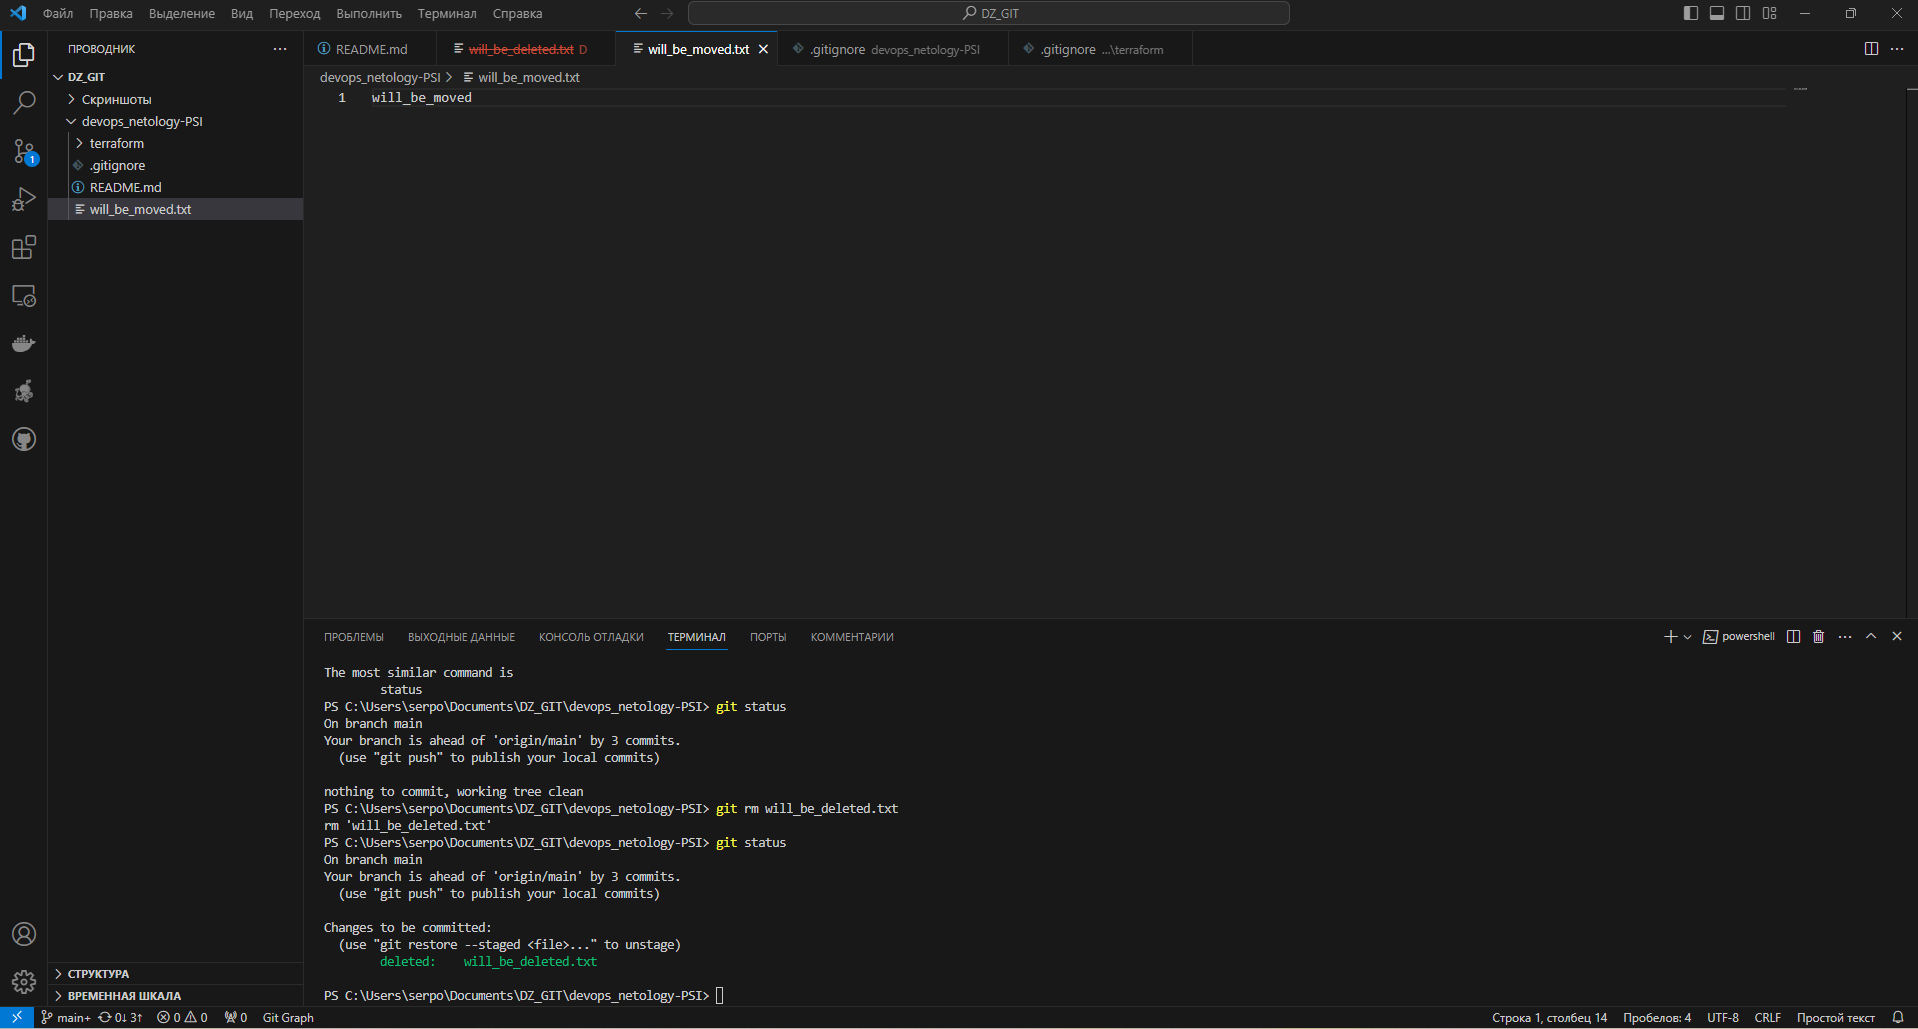 Файл Правка Выделение Вид Переход Выполнить Терминал Справка
DZ_GIT
ПРОВОДНИК
DZ_GIT
Скриншоты
devops_netology-PSI
terraform
.gitignore
README.md
will_be_moved.txt
СТРУКТУРА
ВРЕМЕННАЯ ШКАЛА
1
README.md will_be_deleted.txt D will_be_moved.txt .gitignore devops_netology-PSI .gitignore ...\terraform
devops_netology-PSI > will_be_moved.txt
1 will_be_moved
ПРОБЛЕМЫ ВЫХОДНЫЕ ДАННЫЕ КОНСОЛЬ ОТЛАДКИ ТЕРМИНАЛ ПОРТЫ КОММЕНТАРИИ
powershell
The most similar command is
status
PS C:\Users\serpo\Documents\DZ_GIT\devops_netology-PSI> git status
On branch main
Your branch is ahead of 'origin/main' by 3 commits.
(use "git push" to publish your local commits)
nothing to commit, working tree clean
PS C:\Users\serpo\Documents\DZ_GIT\devops_netology-PSI> git rm will_be_deleted.txt
rm 'will_be_deleted.txt'
PS C:\Users\serpo\Documents\DZ_GIT\devops_netology-PSI> git status
On branch main
Your branch is ahead of 'origin/main' by 3 commits.
(use "git push" to publish your local commits)
Changes to be committed:
(use "git restore --staged <file>..." to unstage)
deleted: will_be_deleted.txt
PS C:\Users\serpo\Documents\DZ_GIT\devops_netology-PSI>
main+ 0↓ 3↑ 0 0 0 Git Graph
Строка 1, столбец 14 Пробелов: 4 UTF-8 CRLF Простой текст